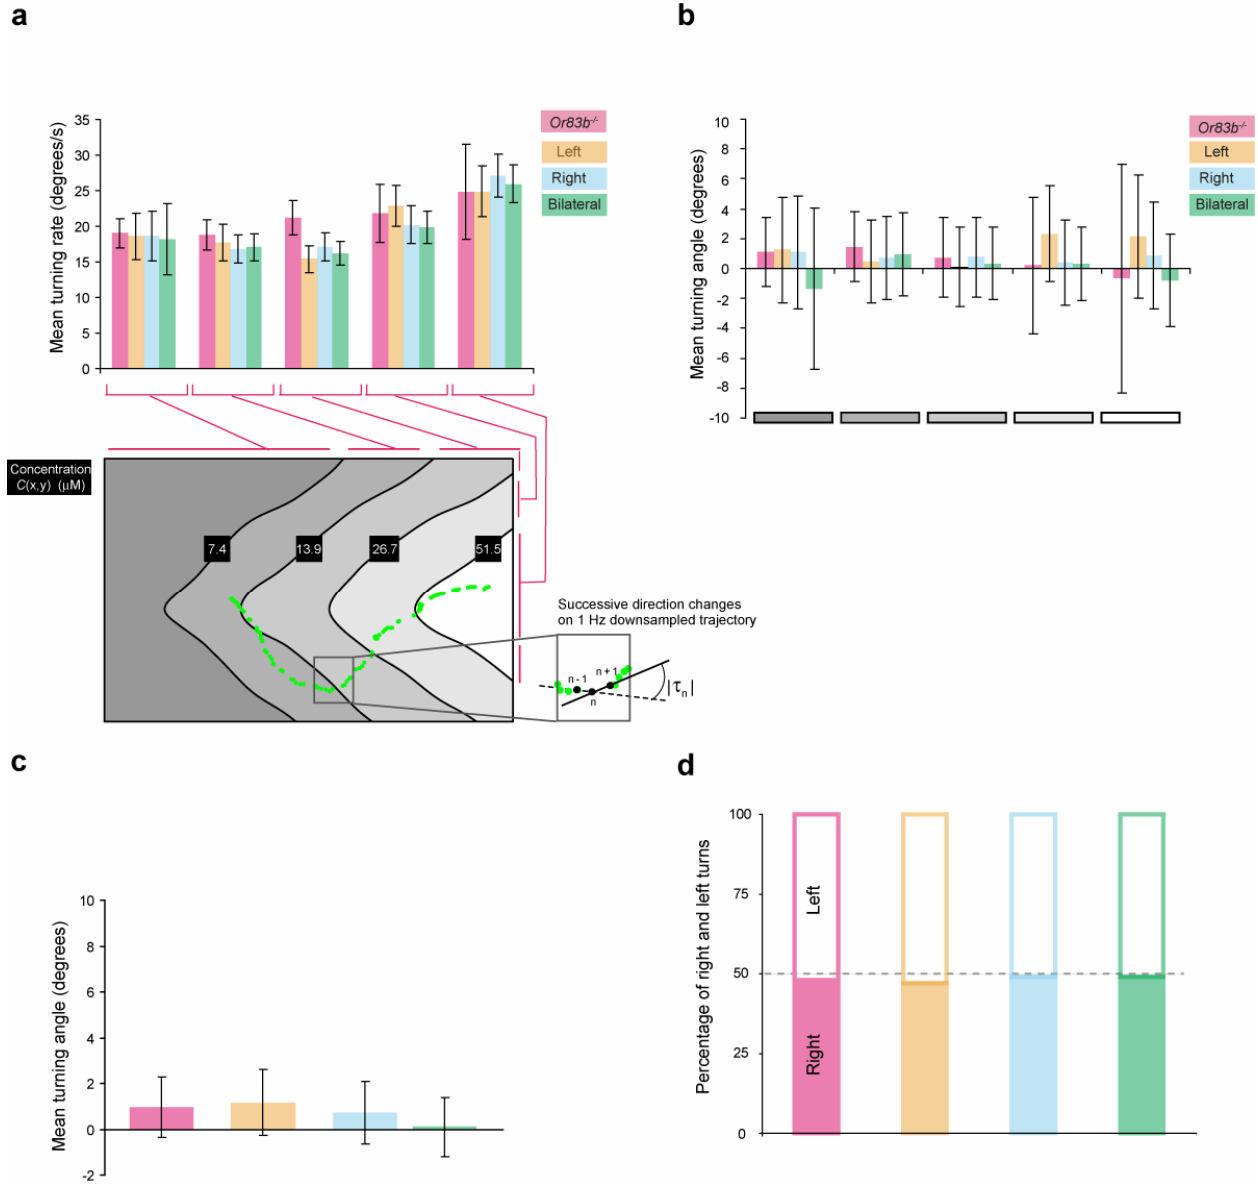 a
Mean turning rate (degrees/s)
35
30
25
20
15
10
5
0
Or83b-/-
Left
Right
Bilateral
Concentration
C(x,y) (μM)
7.4
13.9
26.7
51.5
Successive direction changes
on 1 Hz downsampled trajectory
n-1
n
n+1
|τn|
b
Mean turning angle (degrees)
10
8
6
4
2
0
-2
-4
-6
-8
-10
Or83b-/-
Left
Right
Bilateral
c
Mean turning angle (degrees)
10
8
6
4
2
0
-2
d
Percentage of right and left turns
100
75
50
25
0
Left
Right